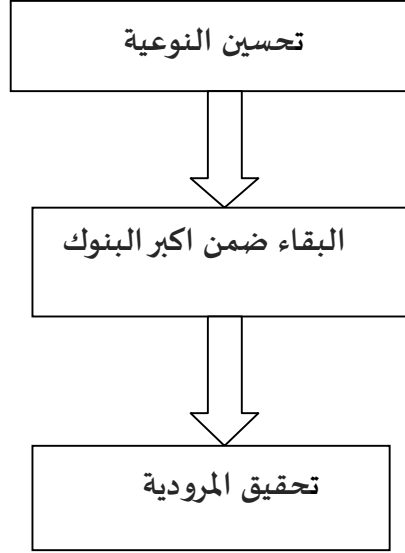 تحسين النوعية
البقاء ضمن اكبر البنوك
تحقيق المرودية